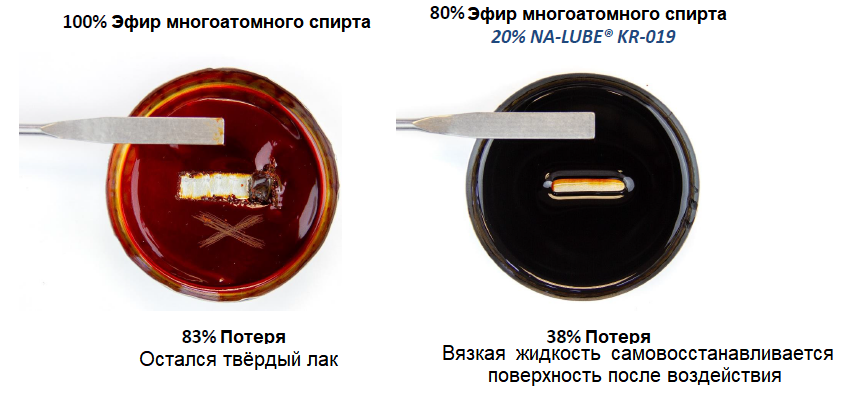 100% Эфир многоатомного спирта
80% Эфир многоатомного спирта
20% NA-LUBE® KR-019
83% Потеря
Остался твёрдый лак
38% Потеря
Вязкая жидкость самовосстанавливается
поверхность после воздействия